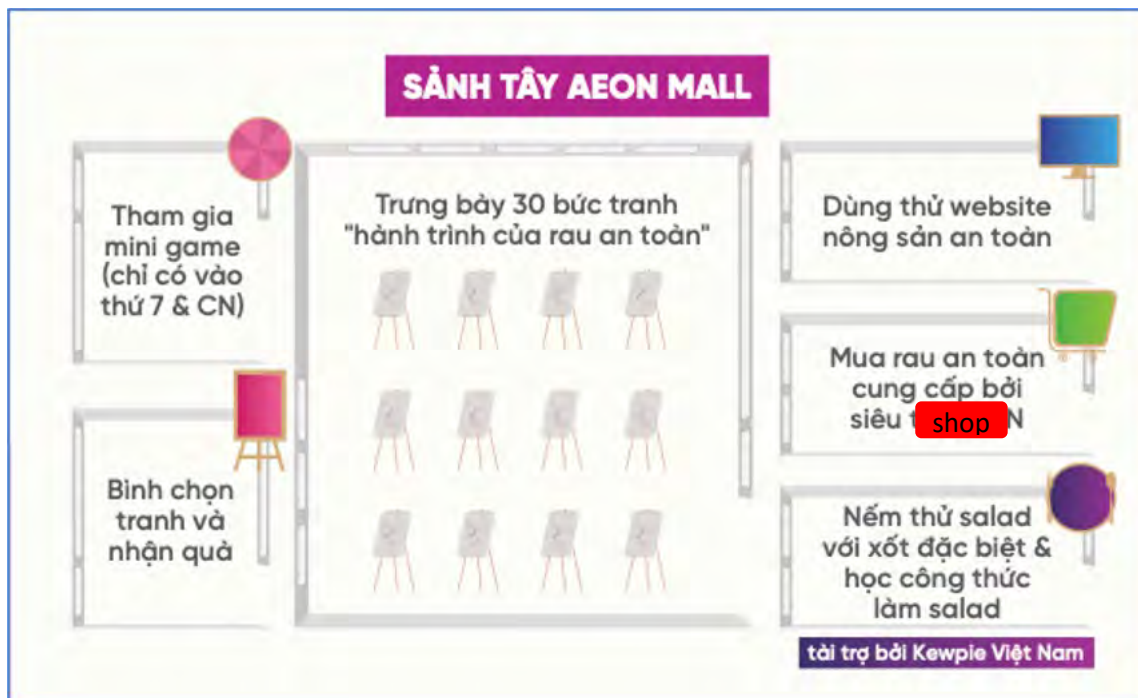 SẢNH TÂY AEON MALL
Tham gia
mini game
(chỉ có vào
thứ 7 & CN)
Bình chọn
tranh và
nhận quà
Trưng bày 30 bức tranh
"hành trình của rau an toàn"
Dùng thử website
nông sản an toàn
Mua rau an toàn
cung cấp bởi
siêu shop N
Nếm thử salad
với xốt đặc biệt &
học công thức
làm salad
tài trợ bởi Kewpie Việt Nam